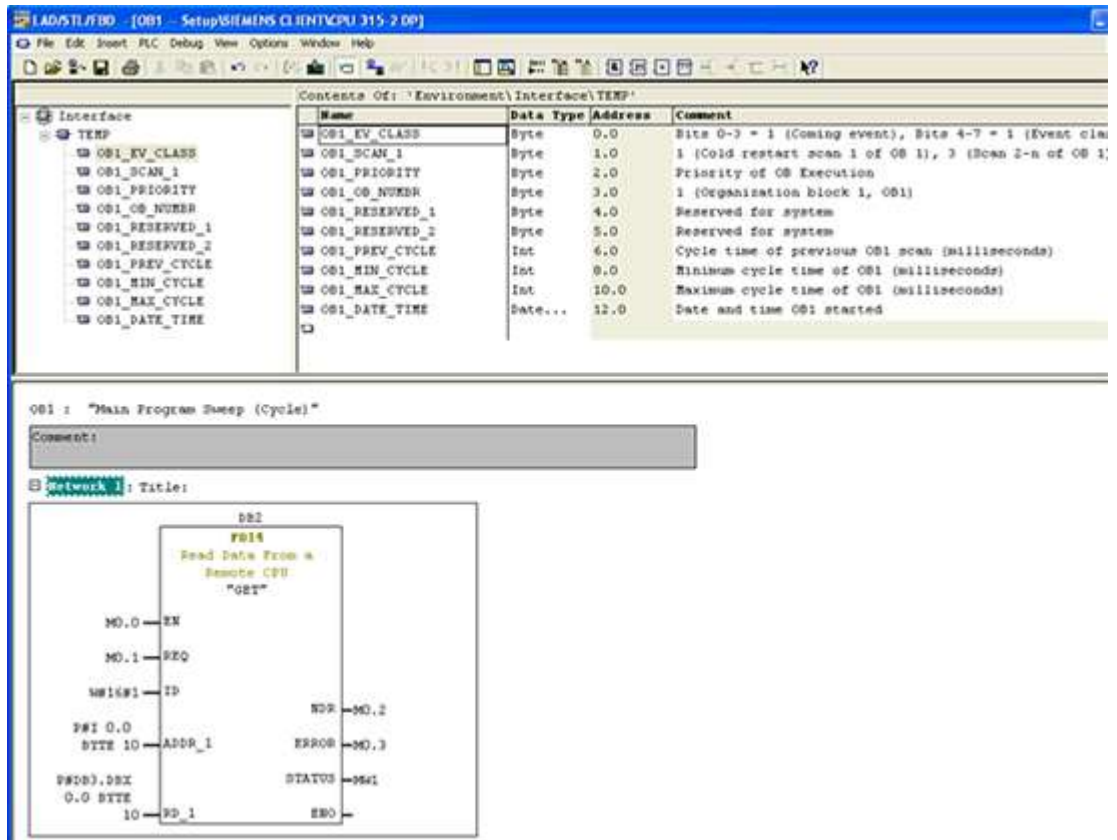 LAD/STL/FBD - [OB1 -- Setup\SIEMENS CLIENT\CPU 315-2 DP]
File Edit Insert PLC Debug View Options Window Help
Contents Of: 'Environment\Interface\TEMP'
Interface
TEMP
OB1_EV_CLASS
OB1_SCAN_1
OB1_PRIORITY
OB1_OB_NUMBR
OB1_RESERVED_1
OB1_RESERVED_2
OB1_PREV_CYCLE
OB1_MIN_CYCLE
OB1_MAX_CYCLE
OB1_DATE_TIME
Name Data Type Address Comment
OB1_EV_CLASS Byte 0.0 Bits 0-3 = 1 (Coming event), Bits 4-7 = 1 (Event clas
OB1_SCAN_1 Byte 1.0 1 (Cold restart scan 1 of OB 1), 3 (Scan 2-n of OB 1)
OB1_PRIORITY Byte 2.0 Priority of OB Execution
OB1_OB_NUMBR Byte 3.0 1 (Organization block 1, OB1)
OB1_RESERVED_1 Byte 4.0 Reserved for system
OB1_RESERVED_2 Byte 5.0 Reserved for system
OB1_PREV_CYCLE Int 6.0 Cycle time of previous OB1 scan (milliseconds)
OB1_MIN_CYCLE Int 8.0 Minimum cycle time of OB1 (milliseconds)
OB1_MAX_CYCLE Int 10.0 Maximum cycle time of OB1 (milliseconds)
OB1_DATE_TIME Date... 12.0 Date and time OB1 started
OB1 : "Main Program Sweep (Cycle)"
Comment:
Network 1: Title:
DB2
FB14
Read Data From a
Remote CPU
"GET"
M0.0 EN
M0.1 REQ
W#16#1 ID
NDR M0.2
P#I 0.0
BYTE 10 ADDR_1 ERROR M0.3
P#DB3.DBX STATUS MW1
0.0 BYTE
10 RD_1 ENO